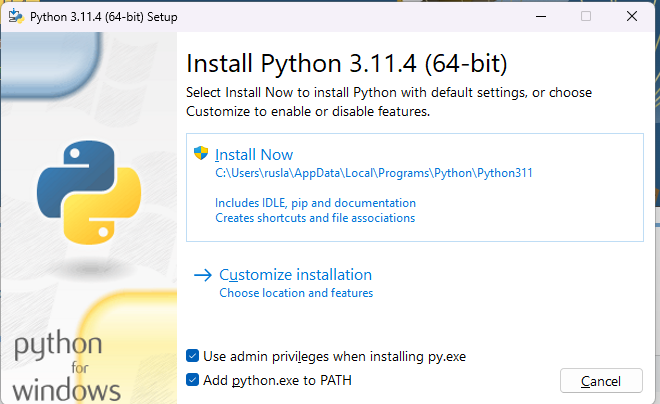 Python 3.11.4 (64-bit) Setup
Install Python 3.11.4 (64-bit)
Select Install Now to install Python with default settings, or choose
Customize to enable or disable features.
Install Now
C:\Users\rusla\AppData\Local\Programs\Python\Python311
Includes IDLE, pip and documentation
Creates shortcuts and file associations
Customize installation
Choose location and features
python
for
windows
Use admin privileges when installing py.exe
Add python.exe to PATH
Cancel